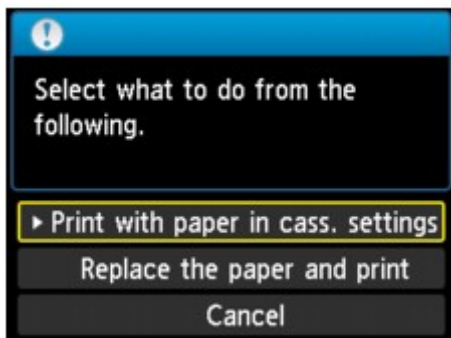 Select what to do from the
following.
Print with paper in cass. settings
Replace the paper and print
Cancel